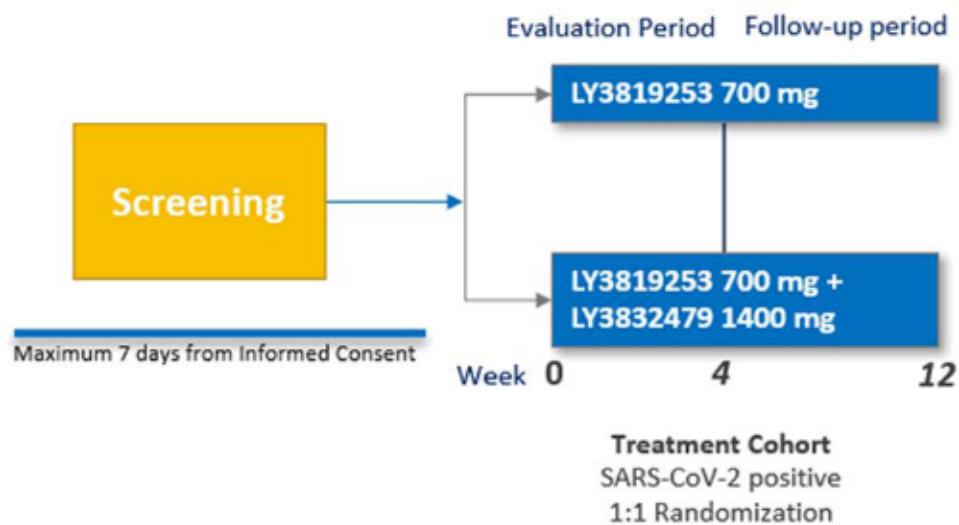 Evaluation Period Follow-up period
LY3819253 700 mg
Screening
LY3819253 700 mg +
LY3832479 1400 mg
Maximum 7 days from Informed Consent
Week 0 4 12
Treatment Cohort
SARS-CoV-2 positive
1:1 Randomization